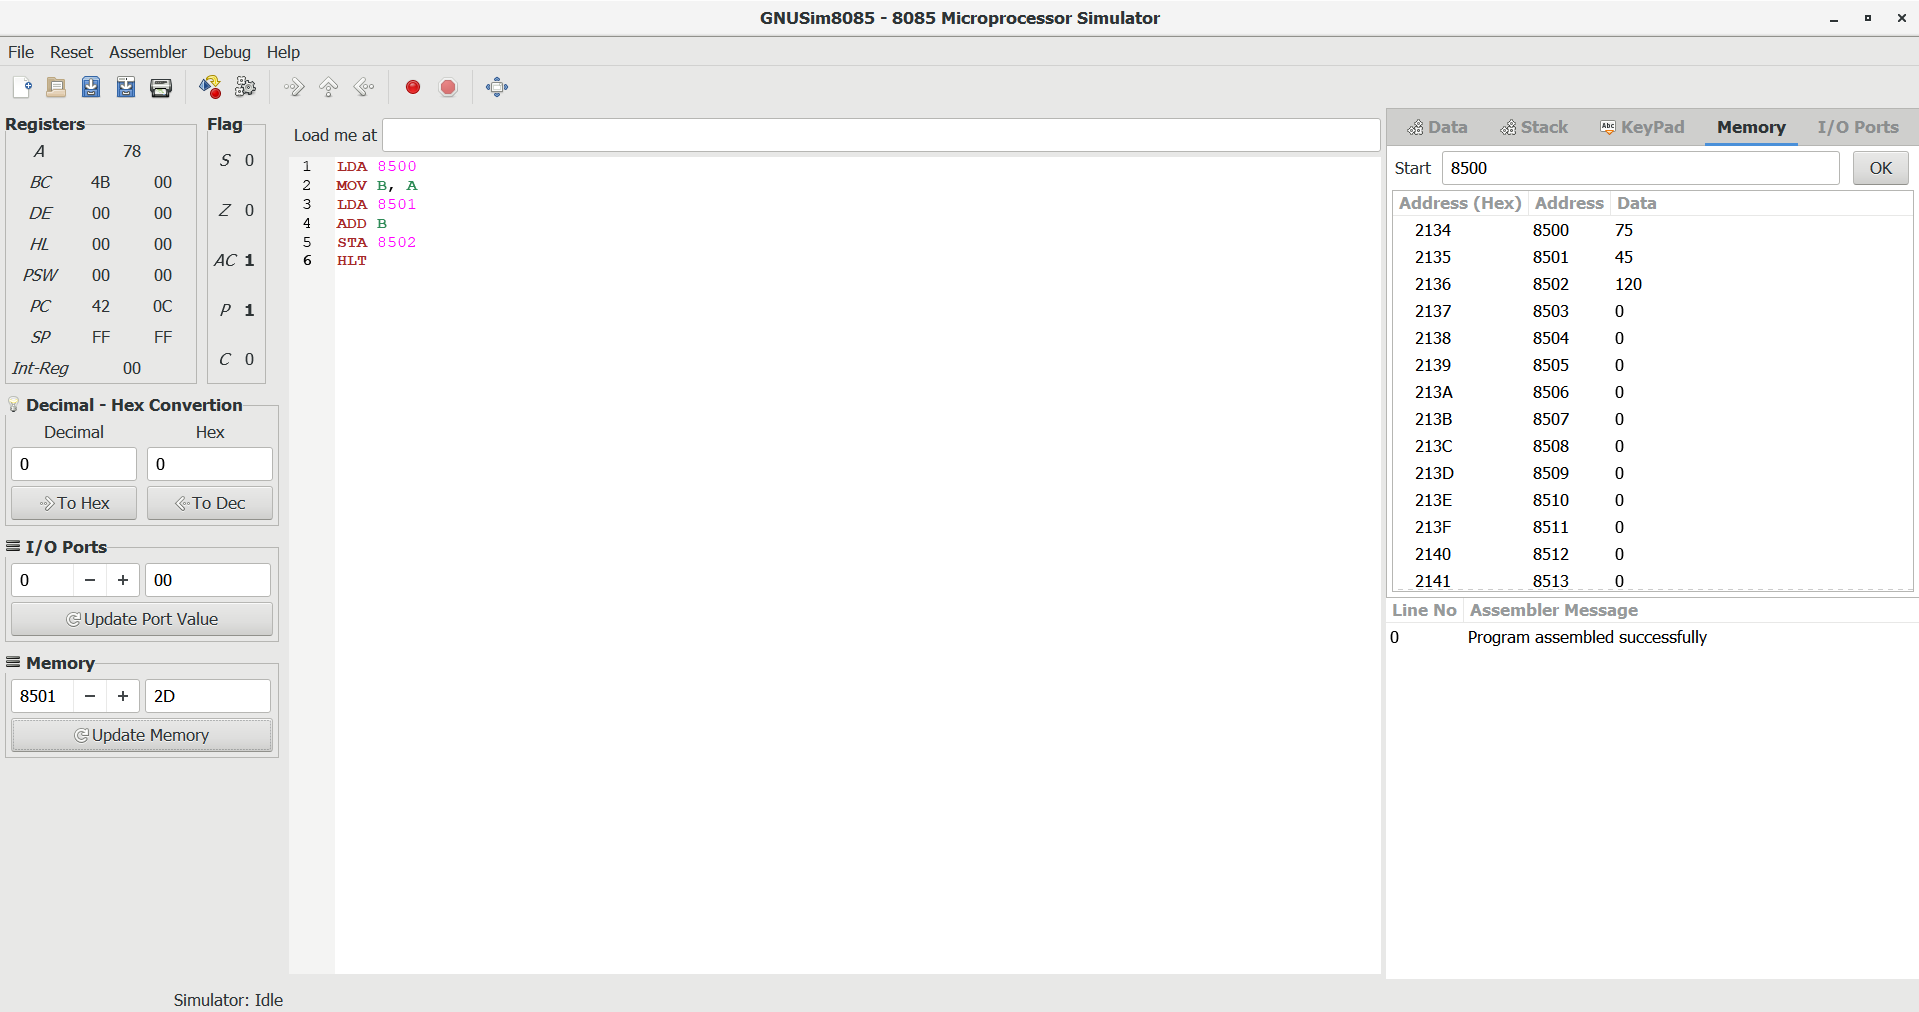 GNUSim8085 - 8085 Microprocessor Simulator
File Reset Assembler Debug Help
Registers
A 78
BC 4B 00
DE 00 00
HL 00 00
PSW 00 00
PC 42 0C
SP FF FF
Int-Reg 00
Flag
S 0
Z 0
AC 1
P 1
C 0
Decimal - Hex Convertion
Decimal Hex
0 0
To Hex To Dec
I/O Ports
0 − + 00
Update Port Value
Memory
8501 − + 2D
Update Memory
Load me at
1 LDA 8500
2 MOV B, A
3 LDA 8501
4 ADD B
5 STA 8502
6 HLT
Data Stack Abc KeyPad Memory I/O Ports
Start 8500 OK
Address (Hex) Address Data
2134 8500 75
2135 8501 45
2136 8502 120
2137 8503 0
2138 8504 0
2139 8505 0
213A 8506 0
213B 8507 0
213C 8508 0
213D 8509 0
213E 8510 0
213F 8511 0
2140 8512 0
2141 8513 0
Line No Assembler Message
0 Program assembled successfully
Simulator: Idle